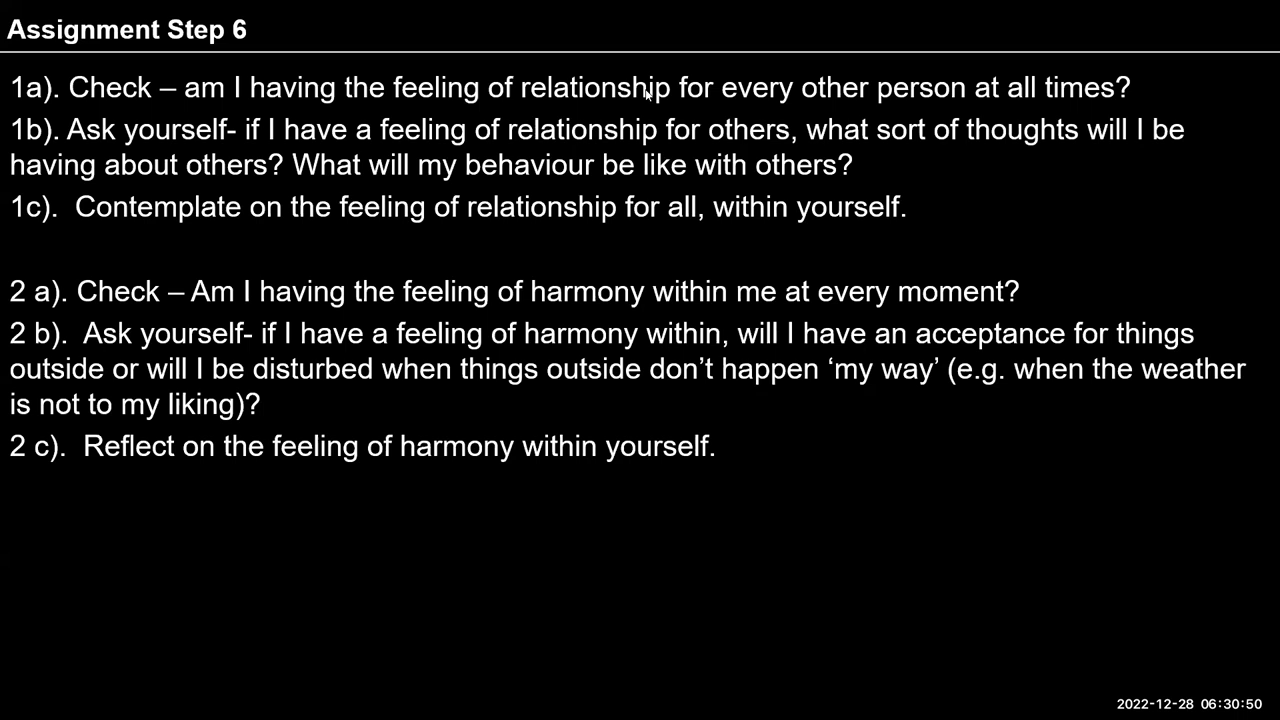 Assignment Step 6
1a). Check – am I having the feeling of relationship for every other person at all times?
1b). Ask yourself- if I have a feeling of relationship for others, what sort of thoughts will I be
having about others? What will my behaviour be like with others?
1c).  Contemplate on the feeling of relationship for all, within yourself.
2 a). Check – Am I having the feeling of harmony within me at every moment?
2 b).  Ask yourself- if I have a feeling of harmony within, will I have an acceptance for things
outside or will I be disturbed when things outside don’t happen ‘my way’ (e.g. when the weather
is not to my liking)?
2 c).  Reflect on the feeling of harmony within yourself.
2022-12-28 06:30:50